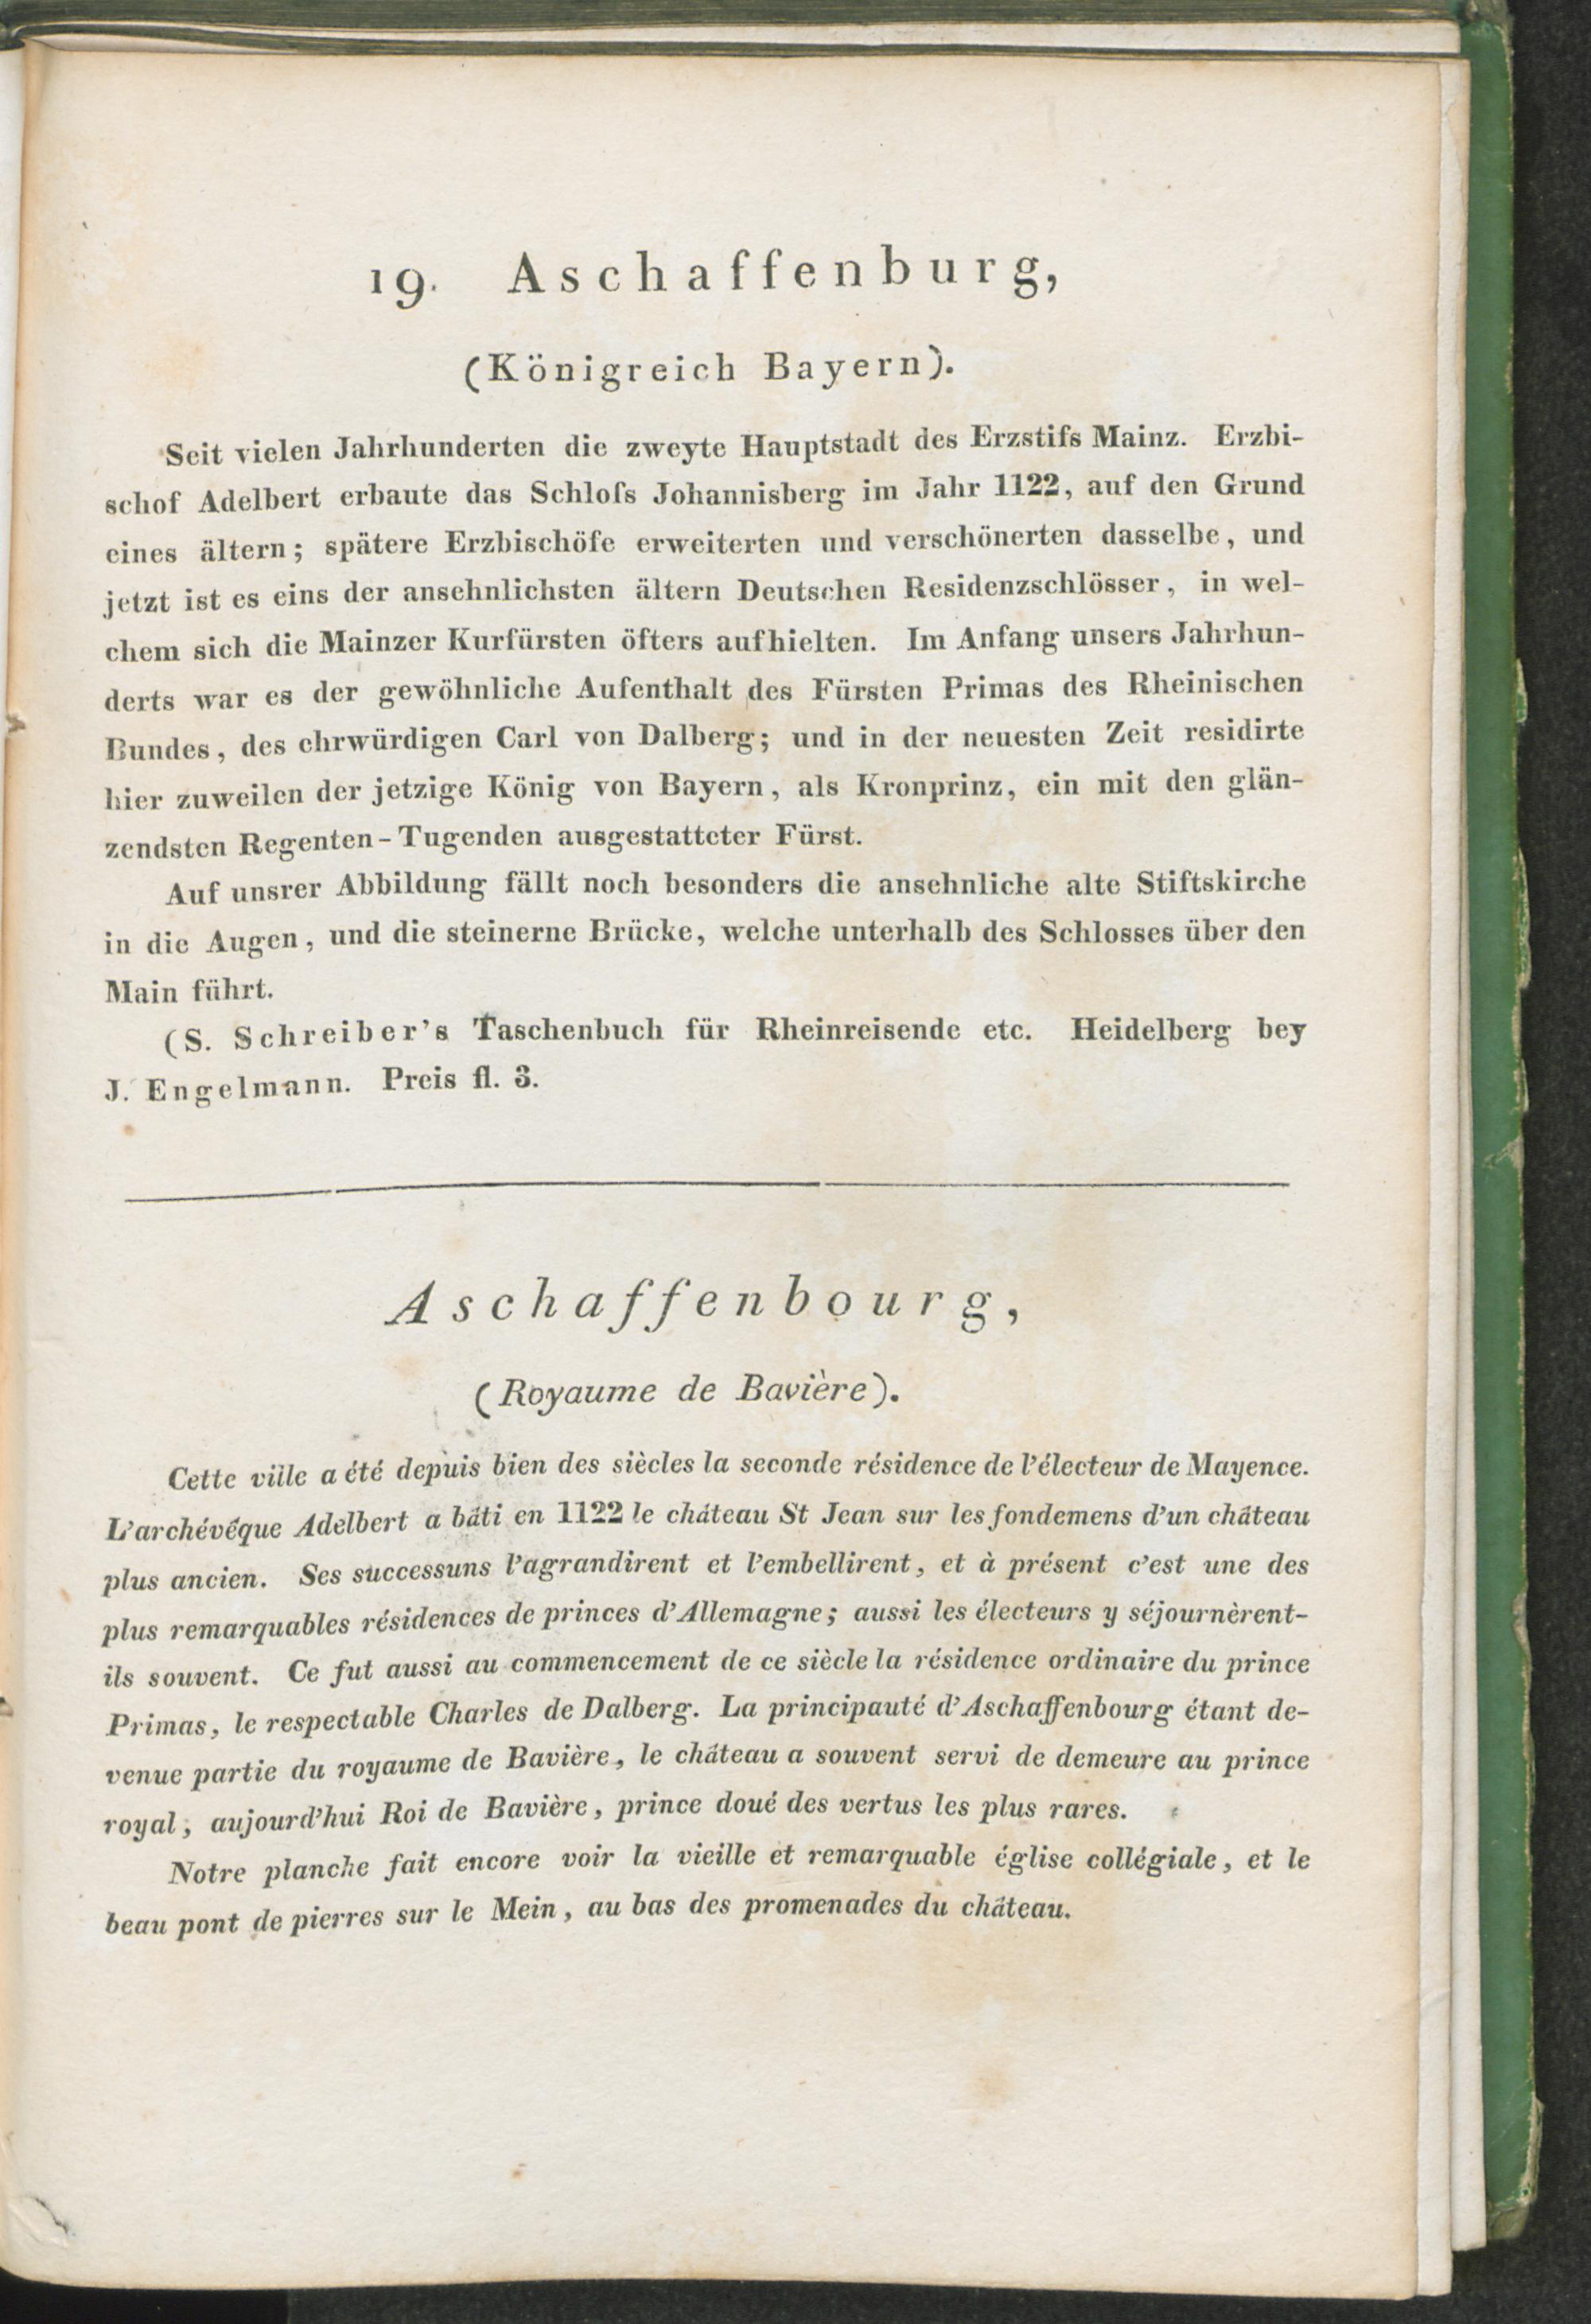 19. Aschaffenburg,
(Königreich Bayern).
Seit vielen Jahrhunderten die zweyte Hauptstadt des Erzstifs Mainz. Erzbi-
schof Adelbert erbaute das Schloſs Johannisberg im Jahr 1122, auf den Grund
eines ältern; spätere Erzbischöfe erweiterten und verschönerten dasselbe, und
jetzt ist es eins der ansehnlichsten ältern Deutschen Residenzschlösser, in wel-
chem sich die Mainzer Kurfürsten öfters aufhielten. Im Anfang unsers Jahrhun-
derts war es der gewöhnliche Aufenthalt des Fürsten Primas des Rheinischen
Bundes, des ehrwürdigen Carl von Dalberg; und in der neuesten Zeit residirte
hier zuweilen der jetzige König von Bayern, als Kronprinz, ein mit den glän-
zendsten Regenten-Tugenden ausgestatteter Fürst.
Auf unsrer Abbildung fällt noch besonders die ansehnliche alte Stiftskirche
in die Augen, und die steinerne Brücke, welche unterhalb des Schlosses über den
Main führt.
(S. Schreiber's Taschenbuch für Rheinreisende etc. Heidelberg bey
J. Engelmann. Preis fl. 3.
Aschaffenbourg,
(Royaume de Bavière).
Cette ville a été depuis bien des siècles la seconde résidence de l'électeur de Mayence.
L'archévêque Adelbert a bâti en 1122 le château St Jean sur les fondemens d'un château
plus ancien. Ses successuns l'agrandirent et l'embellirent, et à présent c'est une des
plus remarquables résidences de princes d'Allemagne; aussi les électeurs y séjournèrent-
ils souvent. Ce fut aussi au commencement de ce siècle la résidence ordinaire du prince
Primas, le respectable Charles de Dalberg. La principauté d'Aschaffenbourg étant de-
venue partie du royaume de Bavière, le château a souvent servi de demeure au prince
royal, aujourd'hui Roi de Bavière, prince doué des vertus les plus rares.
Notre planche fait encore voir la vieille et remarquable église collégiale, et le
beau pont de pierres sur le Mein, au bas des promenades du château.